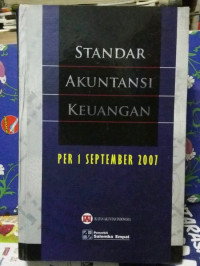 STANDAR
AKUNTANSI
KEUANGAN
PER 1 SEPTEMBER 2007
Penerbit
Salemba Empat